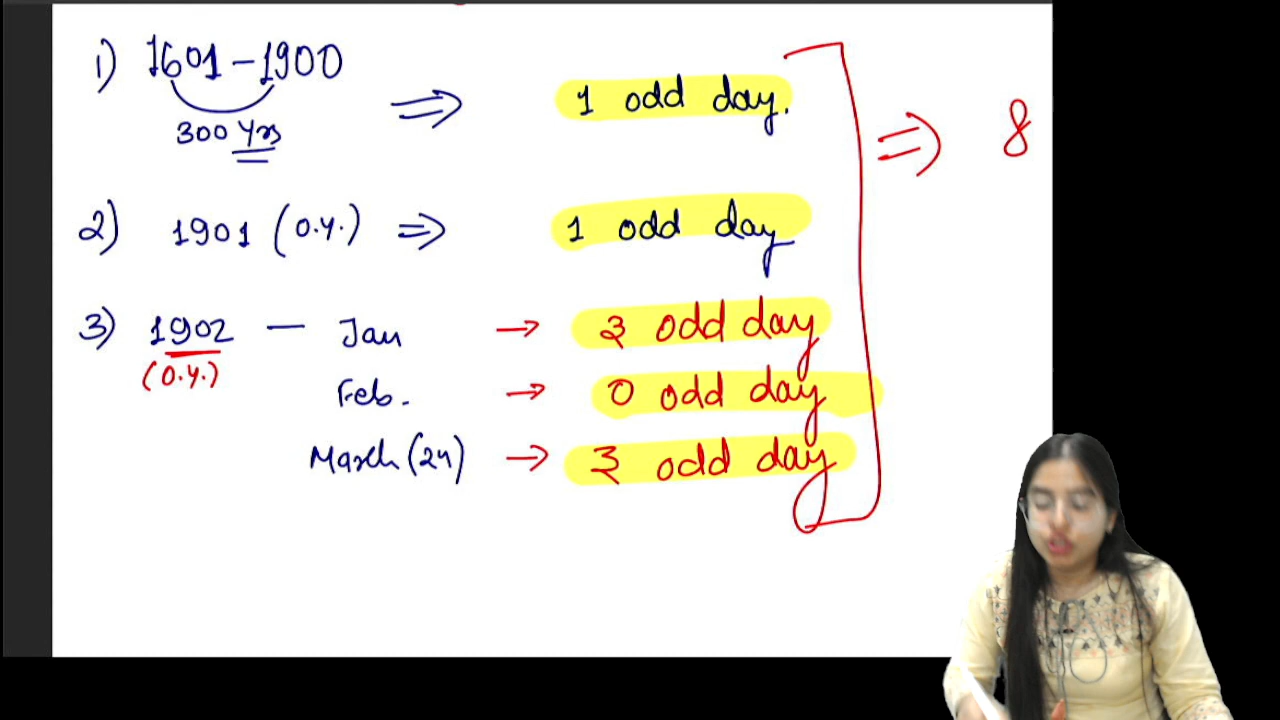 1) 1601 - 1900 ⇒ 1 odd day. ⇒ 8
300 Yrs
2) 1901 (O.Y.) ⇒ 1 odd day
3) 1902 — Jan → 3 odd day
(O.Y.)
Feb. → 0 odd day
March (24) → 3 odd day